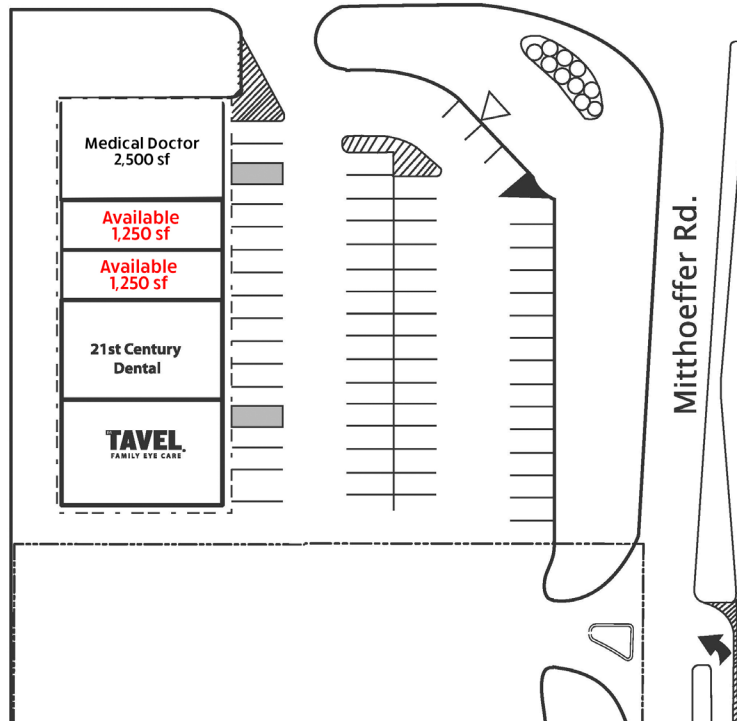 Medical Doctor
2,500 sf
Available
1,250 sf
Available
1,250 sf
21st Century
Dental
TAVEL
FAMILY EYE CARE
Mitthoeffer Rd.